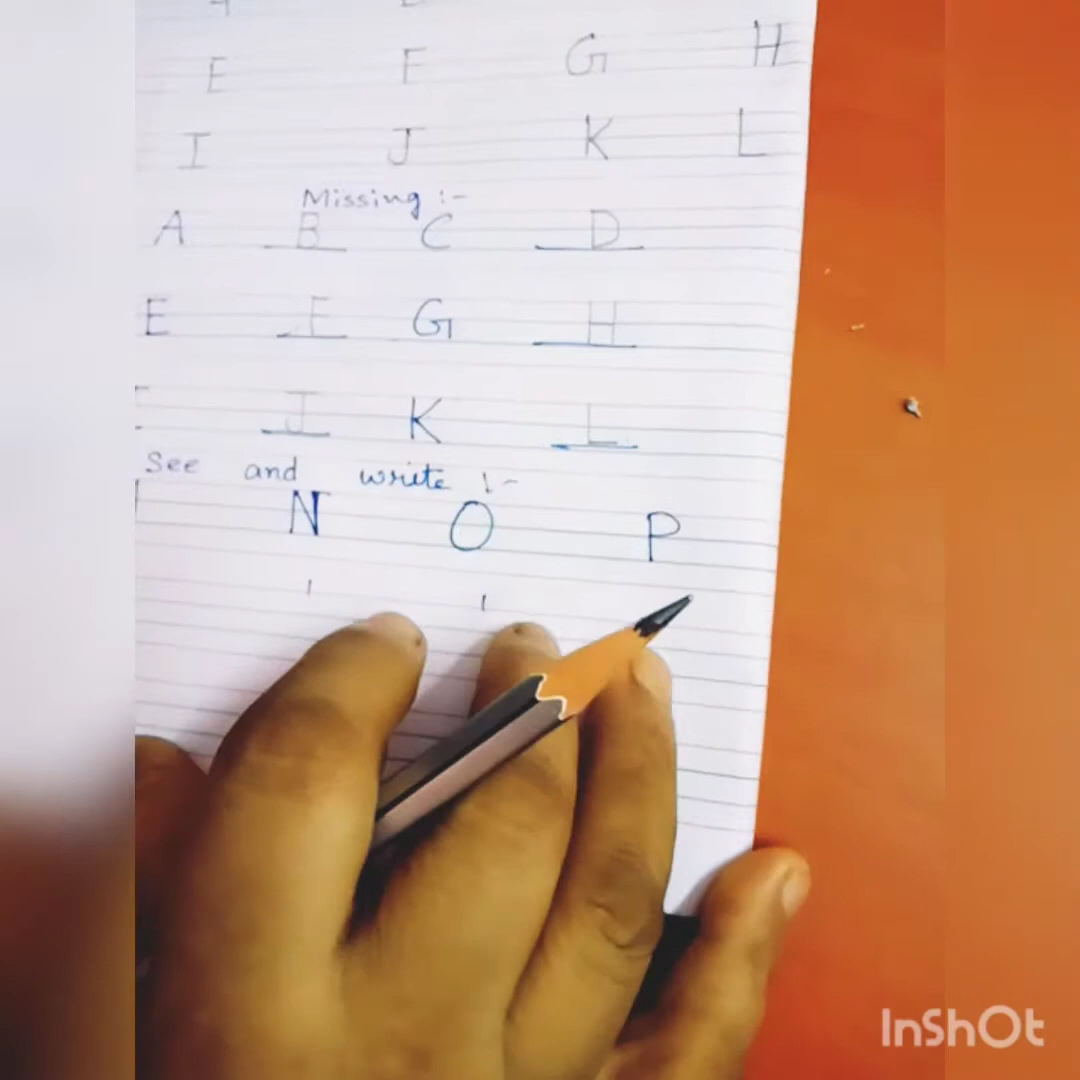 E F G H
I J K L
Missing :-
A B C D
E F G H
J K L
See and write :-
N O P
InShOt